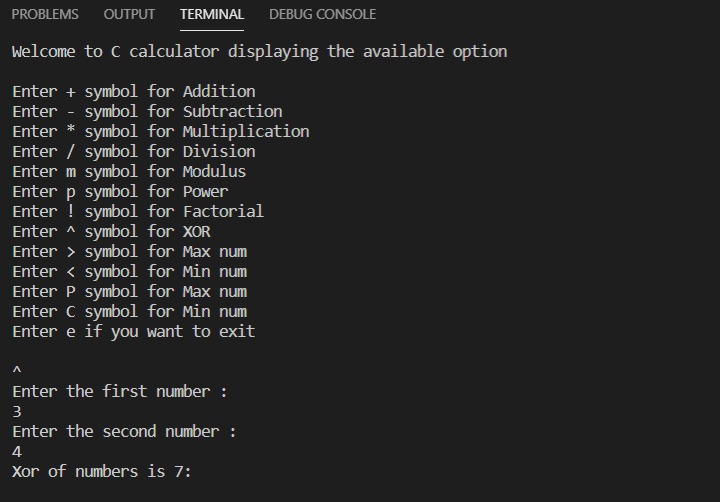 PROBLEMS OUTPUT TERMINAL DEBUG CONSOLE
Welcome to C calculator displaying the available option
Enter + symbol for Addition
Enter - symbol for Subtraction
Enter * symbol for Multiplication
Enter / symbol for Division
Enter m symbol for Modulus
Enter p symbol for Power
Enter ! symbol for Factorial
Enter ^ symbol for XOR
Enter > symbol for Max num
Enter < symbol for Min num
Enter P symbol for Max num
Enter C symbol for Min num
Enter e if you want to exit
^
Enter the first number :
3
Enter the second number :
4
Xor of numbers is 7: